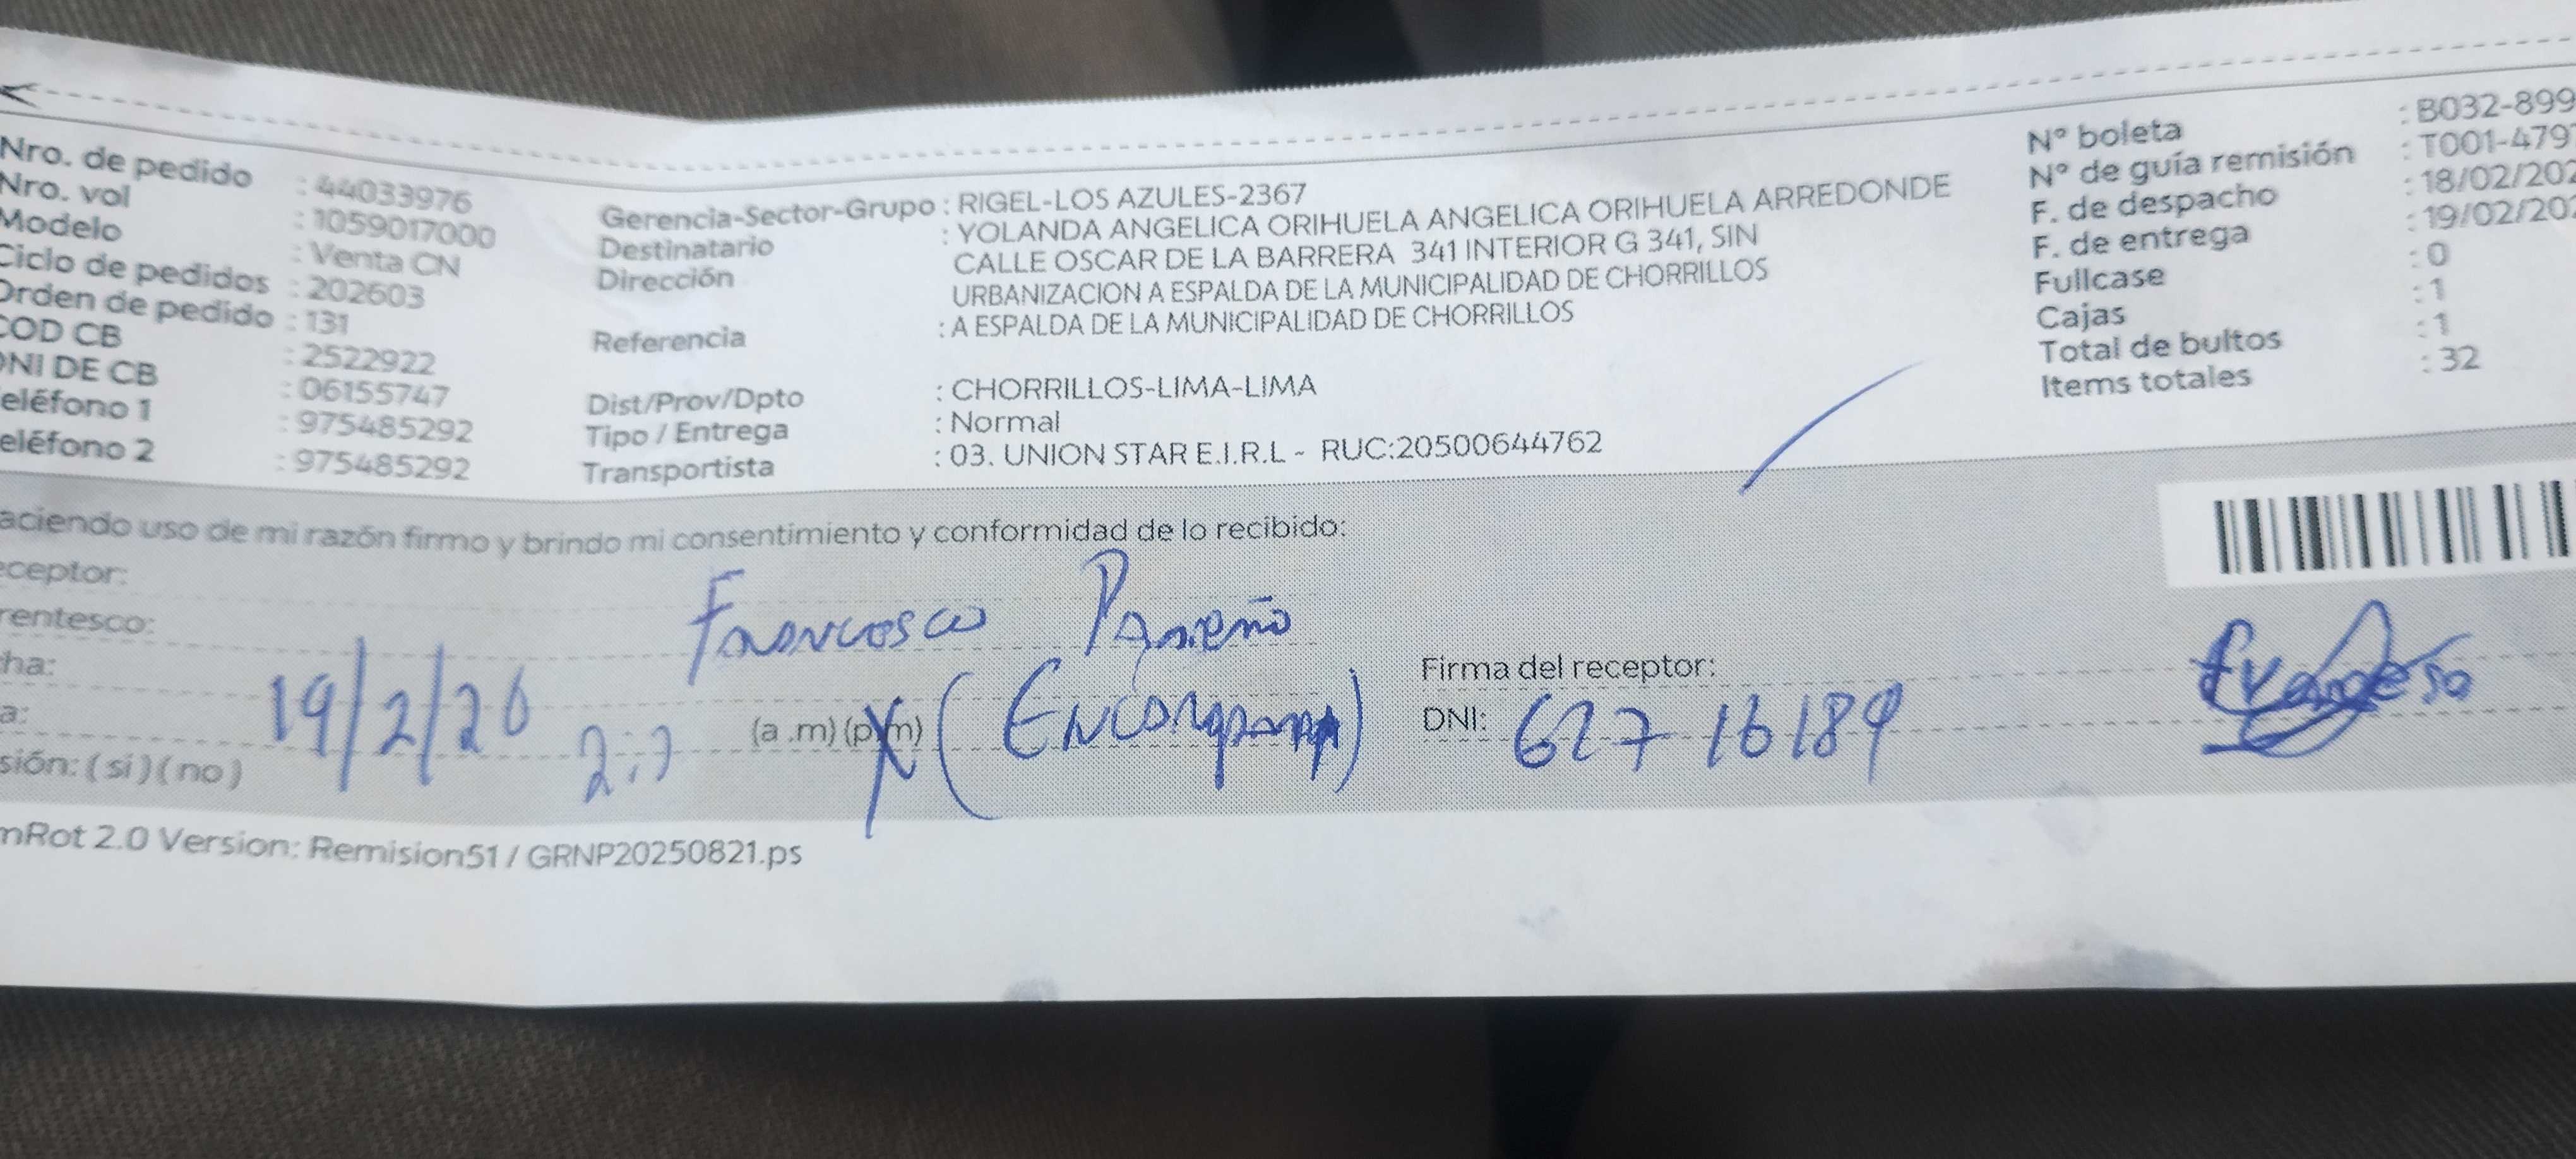 Nro. de pedido : 44033976
Nro. vol : 1059017000
Modelo : Venta CN
Ciclo de pedidos : 202603
Orden de pedido : 131
COD CB : 2522922
DNI DE CB : 06155747
eléfono 1 : 975485292
eléfono 2 : 975485292
Gerencia-Sector-Grupo : RIGEL-LOS AZULES-2367
Destinatario : YOLANDA ANGELICA ORIHUELA ANGELICA ORIHUELA ARREDONDE
Dirección CALLE OSCAR DE LA BARRERA 341 INTERIOR G 341, SIN
URBANIZACION A ESPALDA DE LA MUNICIPALIDAD DE CHORRILLOS
Referencia : A ESPALDA DE LA MUNICIPALIDAD DE CHORRILLOS
Dist/Prov/Dpto : CHORRILLOS-LIMA-LIMA
Tipo / Entrega : Normal
Transportista : 03. UNION STAR E.I.R.L - RUC:20500644762
N° boleta : B032-899
N° de guía remisión : T001-479
F. de despacho : 18/02/202
F. de entrega : 19/02/202
Fullcase : 0
Cajas : 1
Total de bultos : 1
Items totales : 32
aciendo uso de mi razón firmo y brindo mi consentimiento y conformidad de lo recibido:
ceptor:
rentesco:
ha: 19/2/26
a: (a .m) (p.m)
sión: ( si ) ( no )
Firma del receptor:
DNI: 62716189
mRot 2.0 Version: Remision51 / GRNP20250821.ps